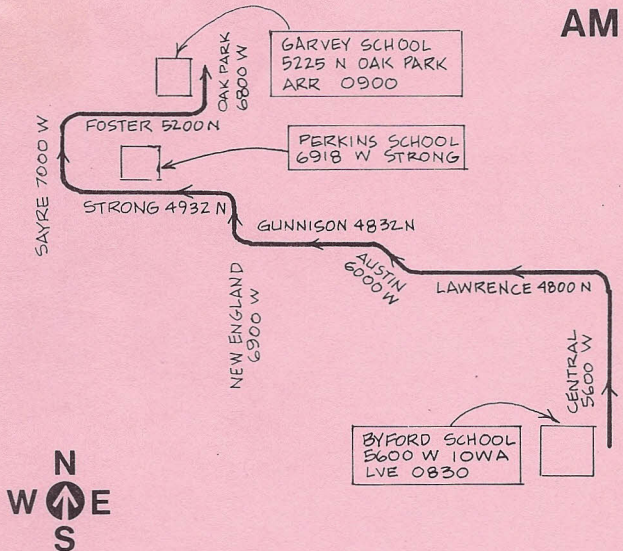 AM
GARVEY SCHOOL
5225 N OAK PARK
ARR 0900
OAK PARK
6800 W
FOSTER 5200 N
PERKINS SCHOOL
6918 W STRONG
SAYRE 7000 W
STRONG 4932 N
GUNNISON 4832 N
AUSTIN
6000 W
LAWRENCE 4800 N
NEW ENGLAND
6900 W
CENTRAL
5600 W
BYFORD SCHOOL
5600 W IOWA
LVE 0830
N
W E
S